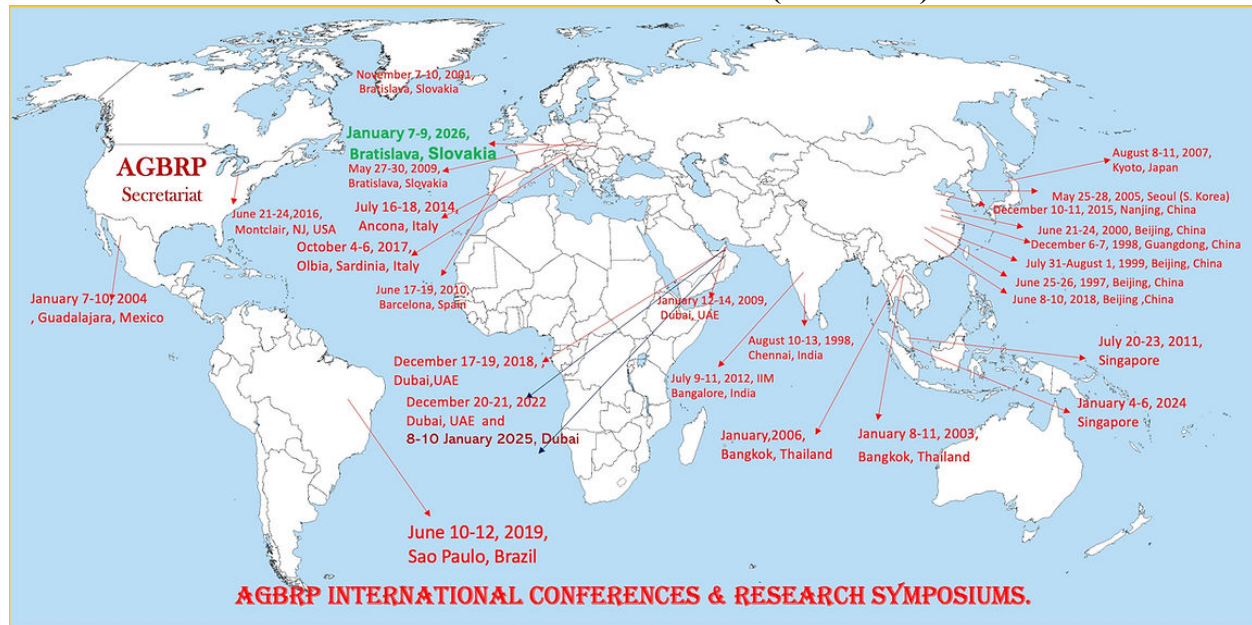 November 7-10, 2001,
Bratislava, Slovakia
January 7-9, 2026,
Bratislava, Slovakia
May 27-30, 2009,
Bratislava, Slovakia
AGBRP
Secretariat
June 21-24,2016,
Montclair, NJ, USA
July 16-18, 2014,
Ancona, Italy
October 4-6, 2017,
Olbia, Sardinia, Italy
June 17-19, 2010,
Barcelona, Spain
January 7-10, 2004
, Guadalajara, Mexico
August 8-11, 2007,
Kyoto, Japan
May 25-28, 2005, Seoul (S. Korea)
December 10-11, 2015, Nanjing, China
June 21-24, 2000, Beijing, China
December 6-7, 1998, Guangdong, China
July 31-August 1, 1999, Beijing, China
June 25-26, 1997, Beijing, China
June 8-10, 2018, Beijing ,China
January 12-14, 2009,
Dubai, UAE
August 10-13, 1998,
Chennai, India
July 9-11, 2012, IIM
Bangalore, India
July 20-23, 2011,
Singapore
January 4-6, 2024
Singapore
December 17-19, 2018, ,
Dubai,UAE
December 20-21, 2022
Dubai, UAE and
8-10 January 2025, Dubai
January,2006,
Bangkok, Thailand
January 8-11, 2003,
Bangkok, Thailand
June 10-12, 2019,
Sao Paulo, Brazil
AGBRP INTERNATIONAL CONFERENCES & RESEARCH SYMPOSIUMS.